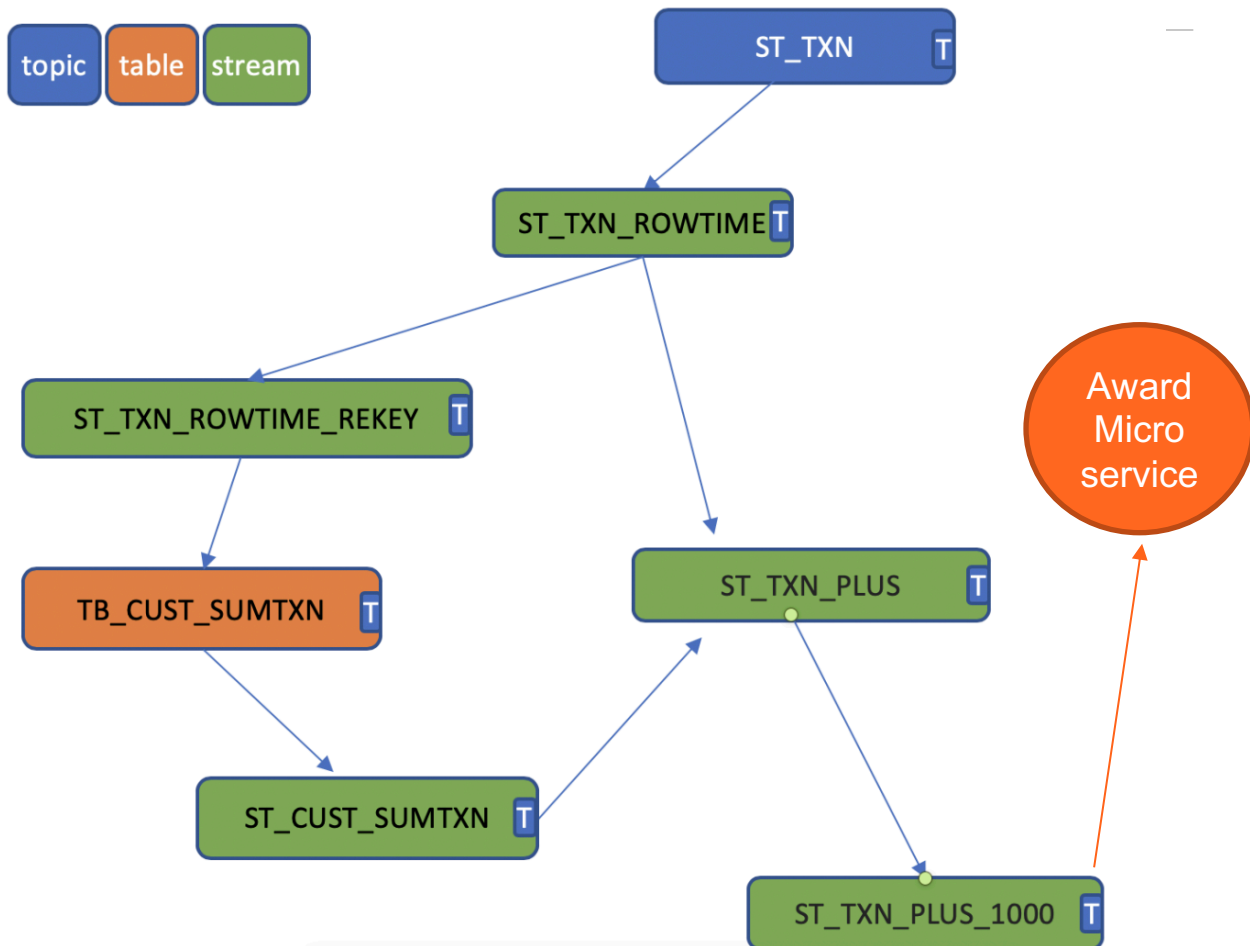 topic table stream
ST_TXN T
ST_TXN_ROWTIME T
ST_TXN_ROWTIME_REKEY T
Award
Micro
service
ST_TXN_PLUS T
TB_CUST_SUMTXN T
ST_CUST_SUMTXN T
ST_TXN_PLUS_1000 T